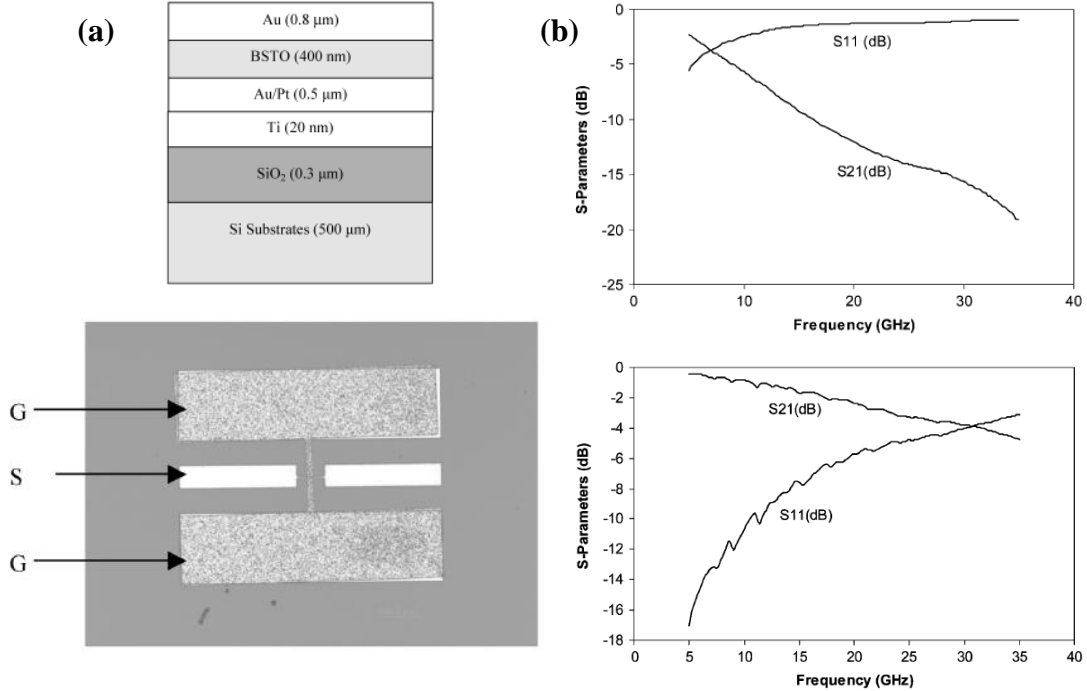 (a)
Au (0.8 µm)
BSTO (400 nm)
Au/Pt (0.5 µm)
Ti (20 nm)
SiO₂ (0.3 µm)
Si Substrates (500 µm)
G
S
G
(b)
0
-5
-10
-15
-20
-25
S-Parameters (dB)
S11 (dB)
S21(dB)
0 10 20 30 40
Frequency (GHz)
0
-2
-4
-6
-8
-10
-12
-14
-16
-18
S-Parameters (dB)
S21(dB)
S11(dB)
0 5 10 15 20 25 30 35 40
Frequency (GHz)